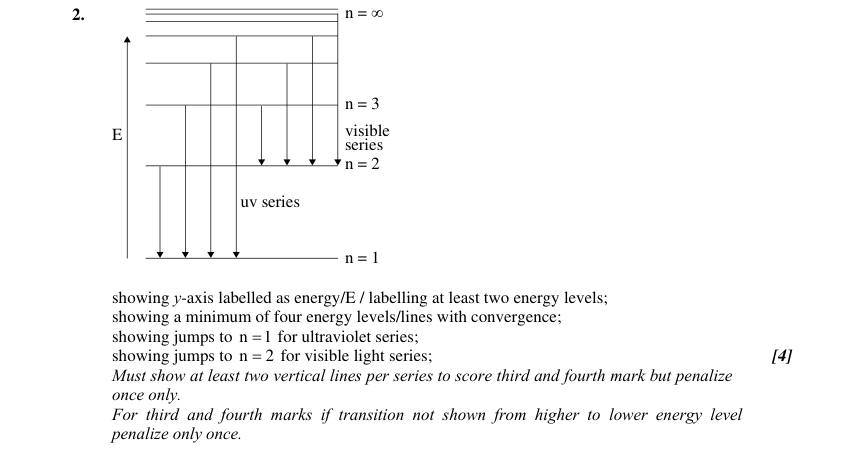 2.
n = ∞
n = 3
E
visible
series
n = 2
uv series
n = 1
showing y-axis labelled as energy/E / labelling at least two energy levels;
showing a minimum of four energy levels/lines with convergence;
showing jumps to n = 1 for ultraviolet series;
showing jumps to n = 2 for visible light series; [4]
Must show at least two vertical lines per series to score third and fourth mark but penalize
once only.
For third and fourth marks if transition not shown from higher to lower energy level
penalize only once.